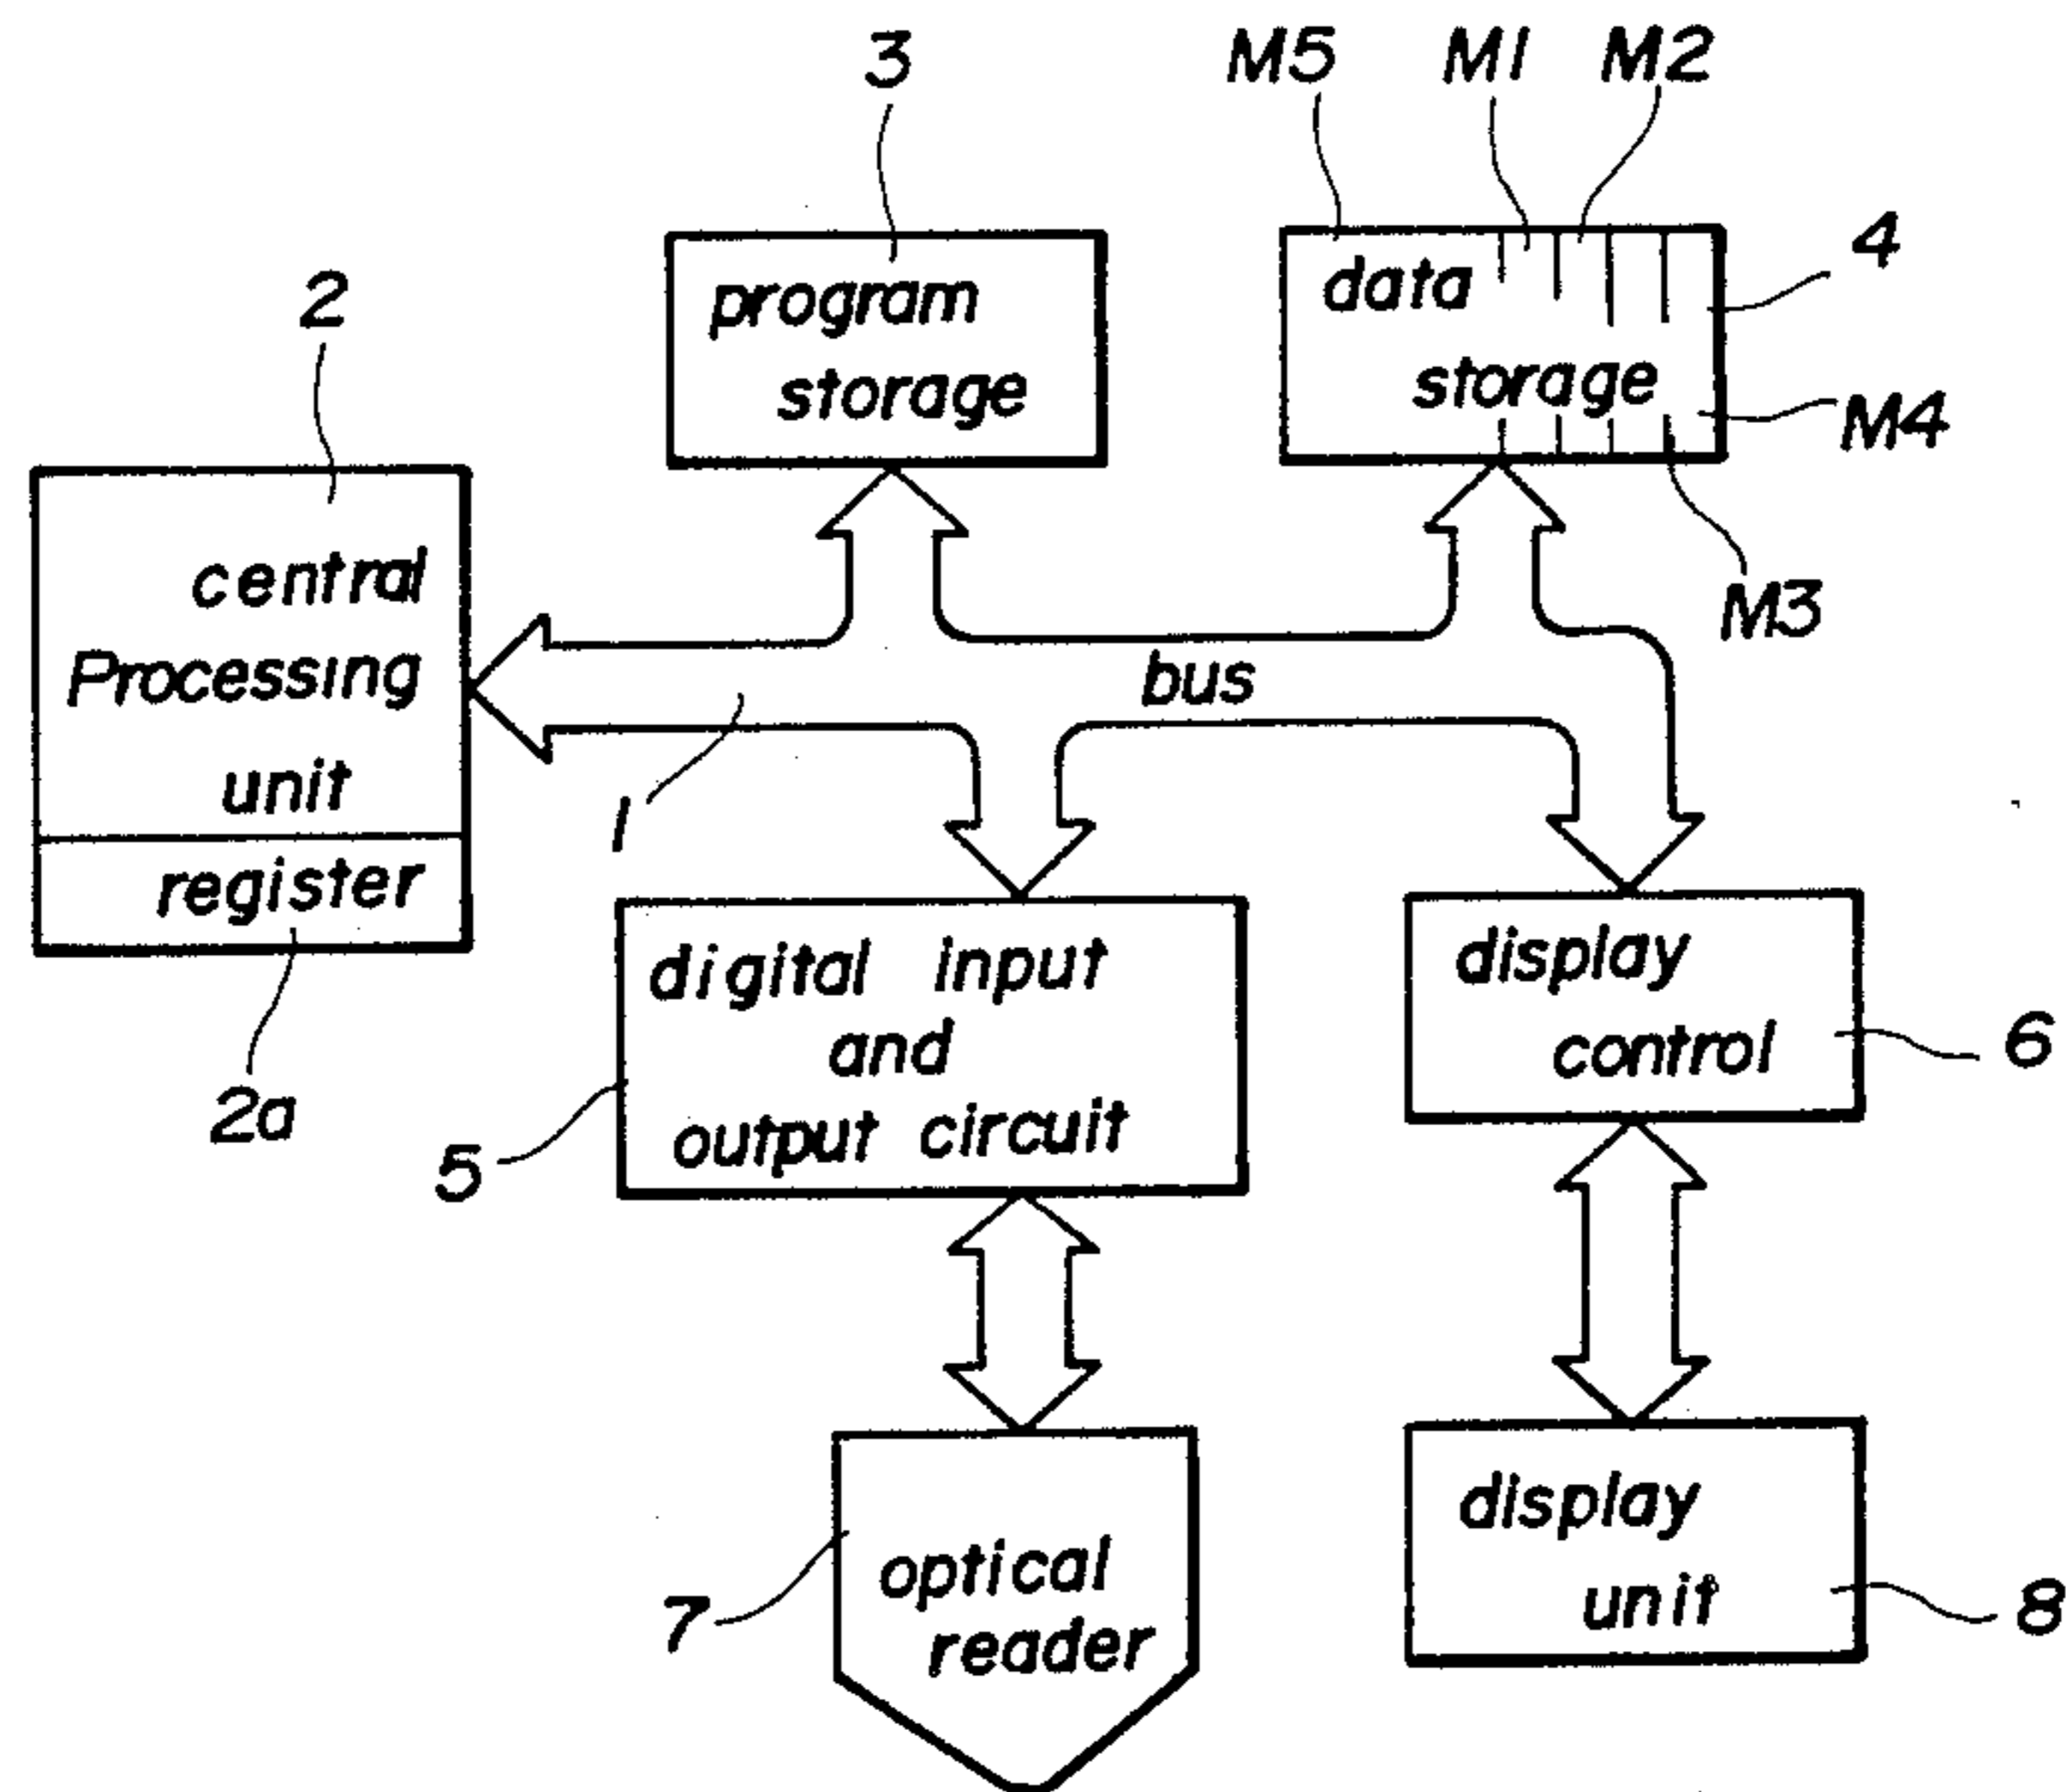 3
M5 M1 M2
program
storage
data
storage
4
M4
M3
2
central
Processing
unit
register
2a
bus
1
digital input
and
output circuit
5
display
control
6
optical
reader
7
display
unit
8